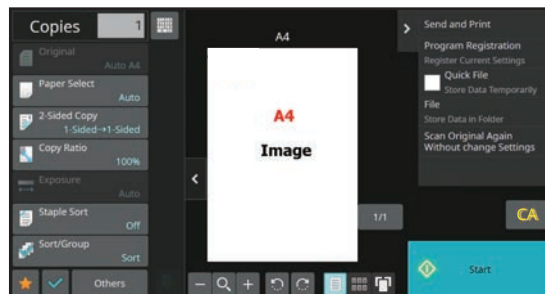 Copies 1
Original
Auto A4
Paper Select
Auto
2-Sided Copy
1-Sided→1-Sided
Copy Ratio
100%
Exposure
Auto
Staple Sort
Off
Sort/Group
Sort
Others
A4
A4
Image
1/1
Send and Print
Program Registration
Register Current Settings
Quick File
Store Data Temporarily
File
Store Data in Folder
Scan Original Again
Without change Settings
CA
Start